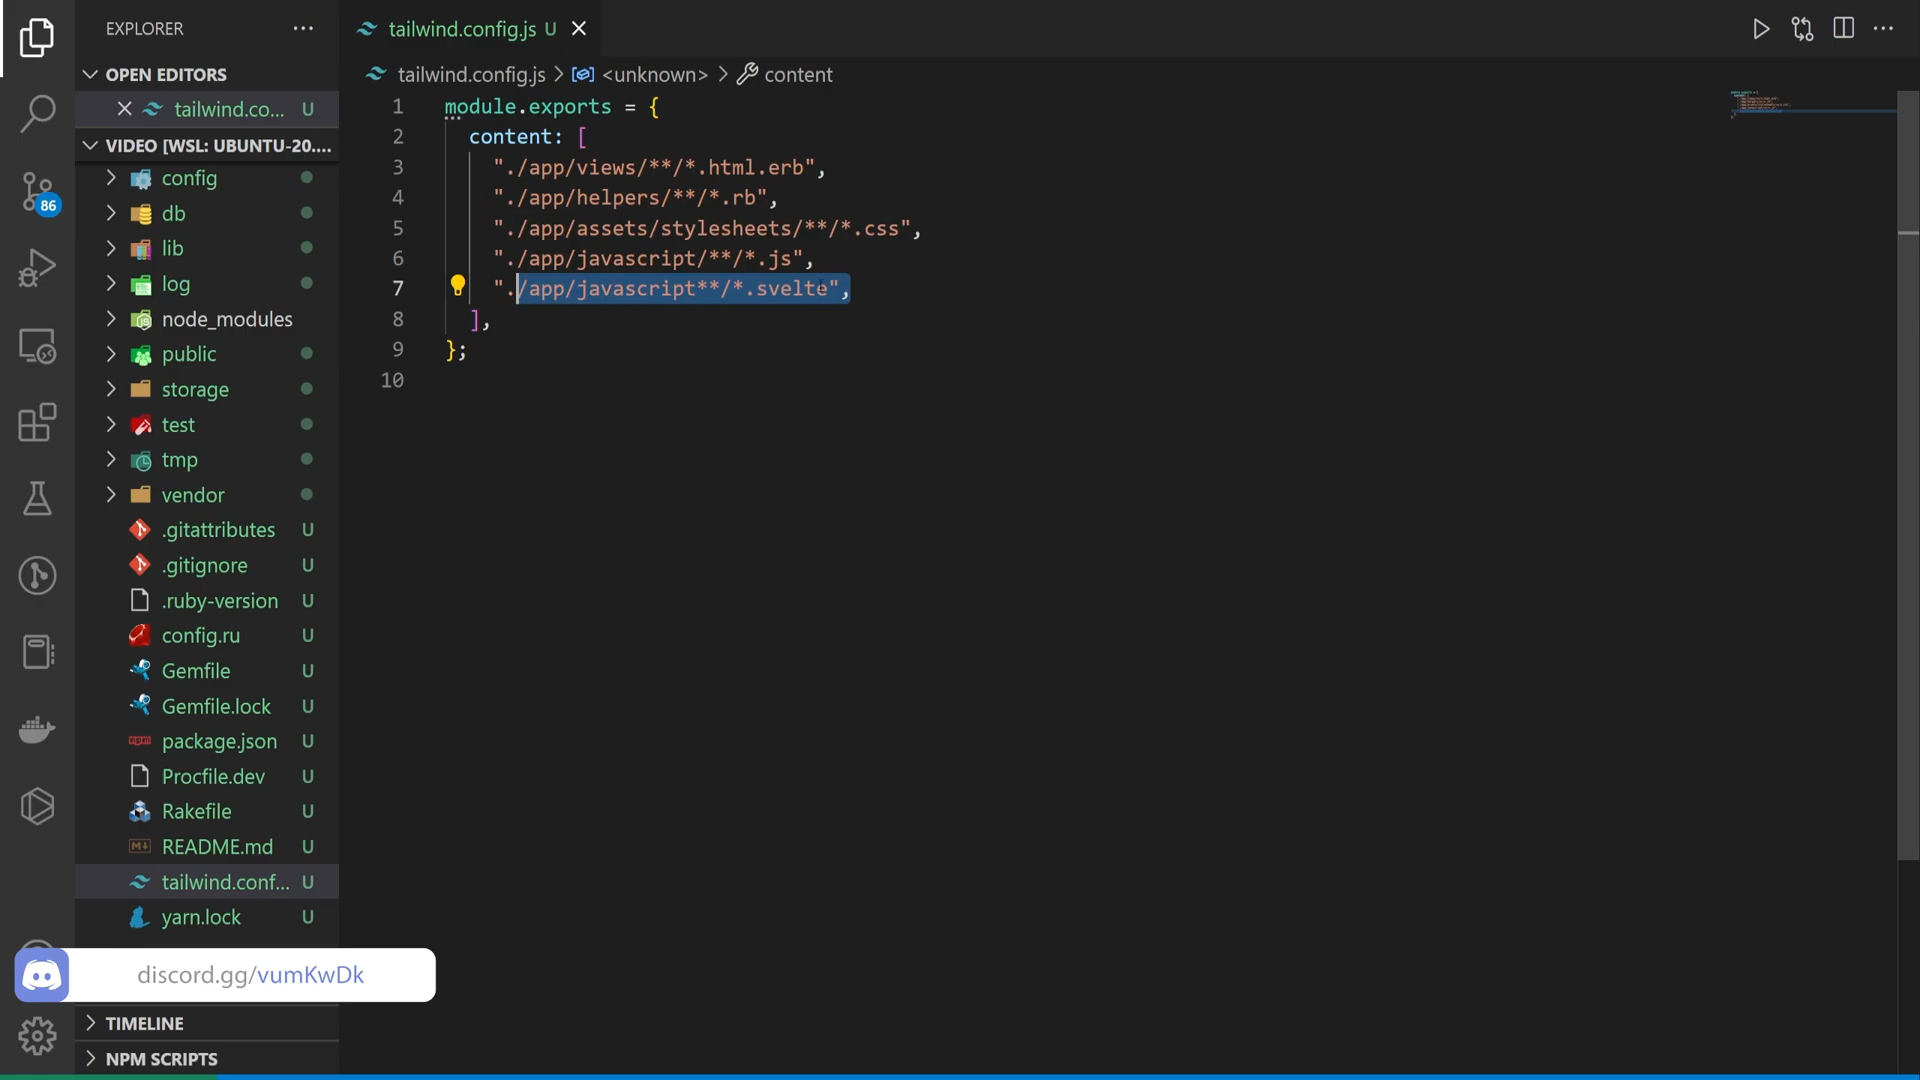 EXPLORER
OPEN EDITORS
tailwind.co... U
VIDEO [WSL: UBUNTU-20....
config
db
lib
log
node_modules
public
storage
test
tmp
vendor
.gitattributes U
.gitignore U
.ruby-version U
config.ru U
Gemfile U
Gemfile.lock U
package.json U
Procfile.dev U
Rakefile U
README.md U
tailwind.conf... U
yarn.lock U
86
discord.gg/vumKwDk
TIMELINE
NPM SCRIPTS
tailwind.config.js U
tailwind.config.js > <unknown> > content
1 module.exports = {
2 content: [
3 "./app/views/**/*.html.erb",
4 "./app/helpers/**/*.rb",
5 "./app/assets/stylesheets/**/*.css",
6 "./app/javascript/**/*.js",
7 "./app/javascript**/*.svelte",
8 ],
9 };
10